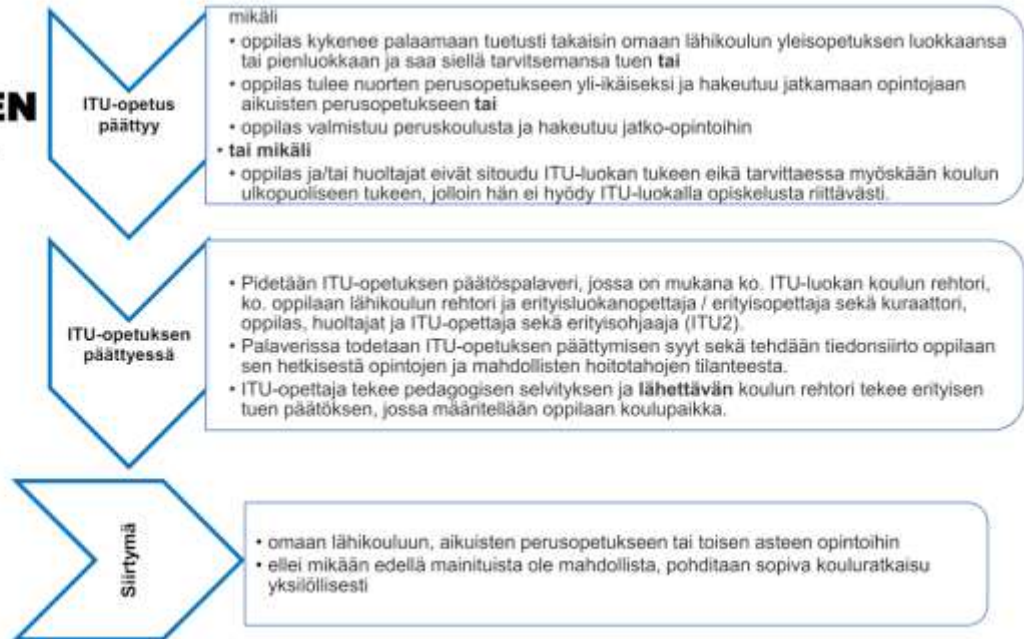 EN
ITU-opetus
päättyy
mikäli
• oppilas kykenee palaamaan tuetusti takaisin omaan lähikoulun yleisopetuksen luokkaansa
tai pienluokkaan ja saa siellä tarvitsemansa tuen tai
• oppilas tulee nuorten perusopetukseen yli-ikäiseksi ja hakeutuu jatkamaan opintojaan
aikuisten perusopetukseen tai
• oppilas valmistuu peruskoulusta ja hakeutuu jatko-opintoihin
• tai mikäli
• oppilas ja/tai huoltajat eivät sitoudu ITU-luokan tukeen eikä tarvittaessa myöskään koulun
ulkopuoliseen tukeen, jolloin hän ei hyödy ITU-luokalla opiskelusta riittävästi.
ITU-opetuksen
päättyessä
• Pidetään ITU-opetuksen päätöspalaveri, jossa on mukana ko. ITU-luokan koulun rehtori,
ko. oppilaan lähikoulun rehtori ja erityisluokanopettaja / erityisopettaja sekä kuraattori,
oppilas, huoltajat ja ITU-opettaja sekä erityisohjaaja (ITU2).
• Palaverissa todetaan ITU-opetuksen päättymisen syyt sekä tehdään tiedonsiirto oppilaan
sen hetkisestä opintojen ja mahdollisten hoitotahojen tilanteesta.
• ITU-opettaja tekee pedagogisen selvityksen ja lähettävän koulun rehtori tekee erityisen
tuen päätöksen, jossa määritellään oppilaan koulupaikka.
Siirtymä
• omaan lähikouluun, aikuisten perusopetukseen tai toisen asteen opintoihin
• ellei mikään edellä mainituista ole mahdollista, pohditaan sopiva kouluratkaisu
yksilöllisesti